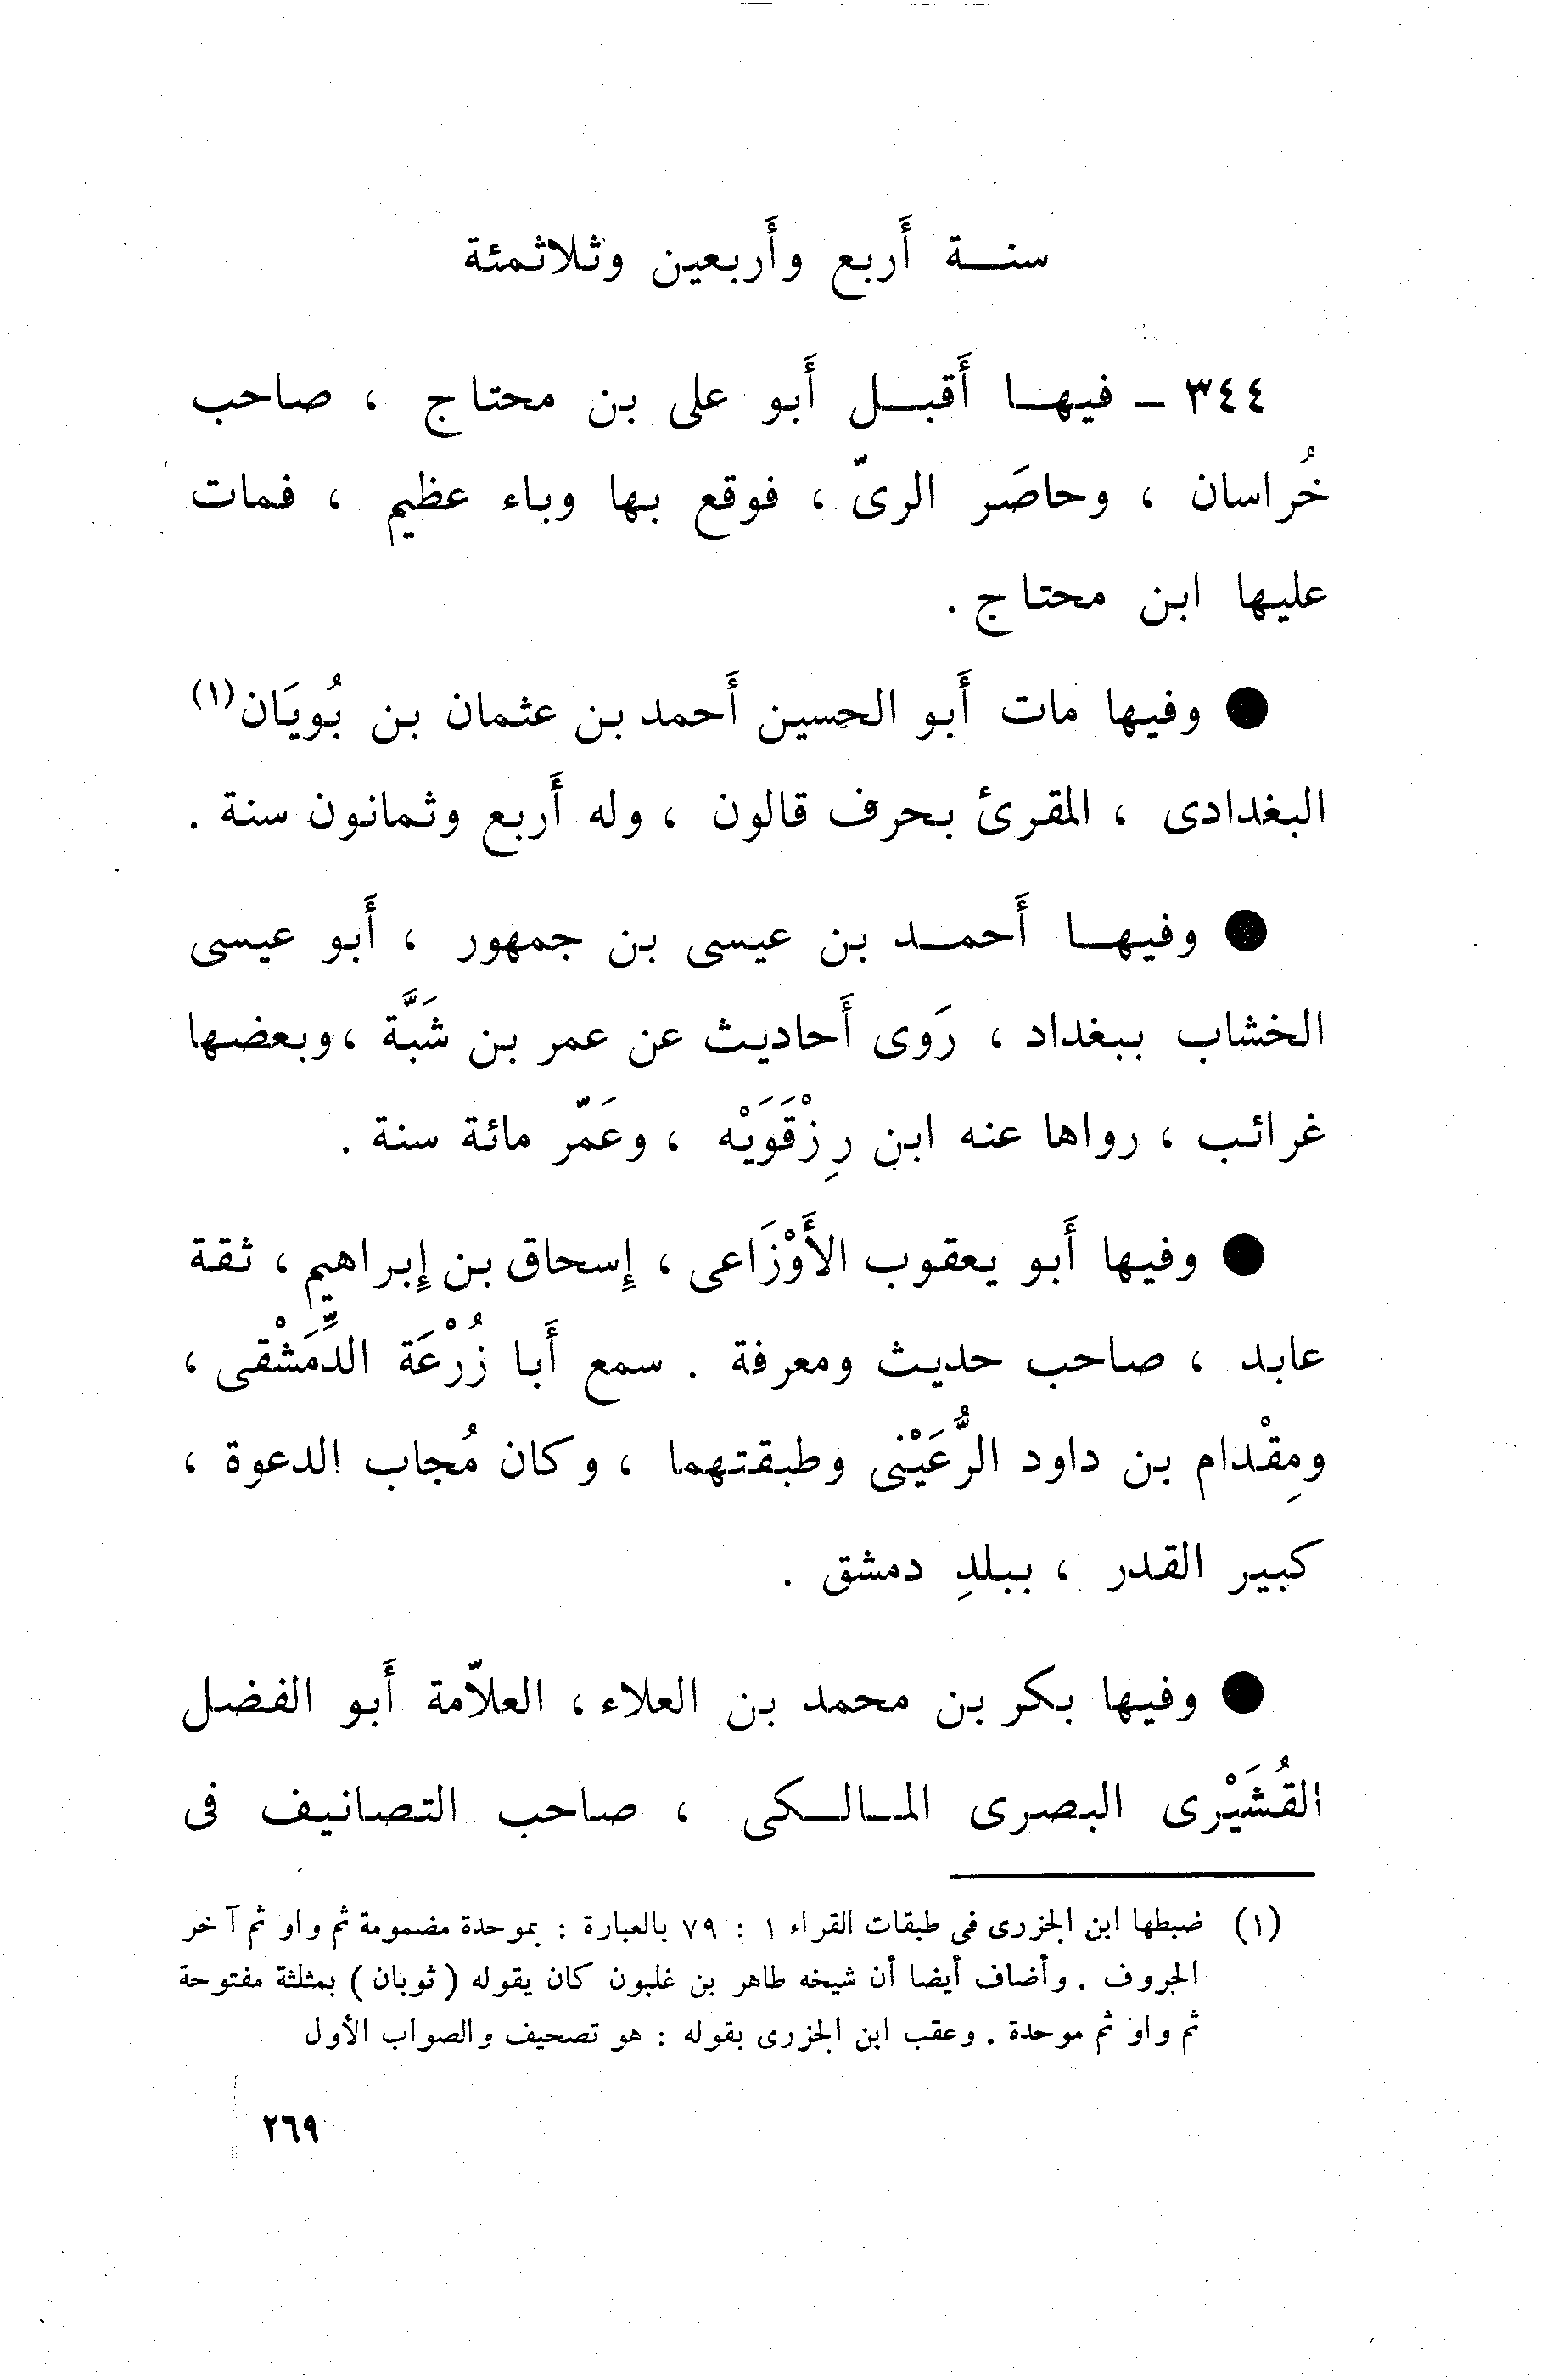 سنة أَربع وأَربعين وثلاثمئة
٣٤٤ - فيها أَقبل أَبو على بن محتاج ، صاحب
خُراسان ، وحاصَر الرىّ ، فوقع بها وباء عظيم ، فمات
عليها ابن محتاج .
● وفيها مات أَبو الحسين أَحمد بن عثمان بن بُويَان(١)
البغدادى ، المقرئ بحرف قالون ، وله أَربع وثمانون سنة .
● وفيها أَحمد بن عيسى بن جمهور ، أَبو عيسى
الخشاب ببغداد ، رَوى أَحاديث عن عمر بن شَبَّة ، وبعضها
غرائب ، رواها عنه ابن رِزْقَوَيْه ، وعَمّر مائة سنة .
● وفيها أَبو يعقوب الأَوْزَاعى ، إِسحاق بن إِبراهيم ، ثقة
عابد ، صاحب حديث ومعرفة . سمع أَبا زُرْعَة الدِّمَشْقى ،
ومِقْدام بن داود الرُّعَيْنى وطبقتهما ، وكان مُجاب الدعوة ،
كبير القدر ، ببلدِ دمشق .
● وفيها بكر بن محمد بن العلاء ، العلاّمة أَبو الفضل
القُشَيْرى البصرى المالكى ، صاحب التصانيف فى
(١) ضبطها ابن الجزرى فى طبقات القراء ١ : ٧٩ بالعبارة : بموحدة مضمومة ثم واو ثم آخر
الحروف . وأضاف أيضا أن شيخه طاهر بن غلبون كان يقوله ( ثوبان ) بمثلثة مفتوحة
ثم واو ثم موحدة . وعقب ابن الجزرى بقوله : هو تصحيف والصواب الأول
٢٦٩